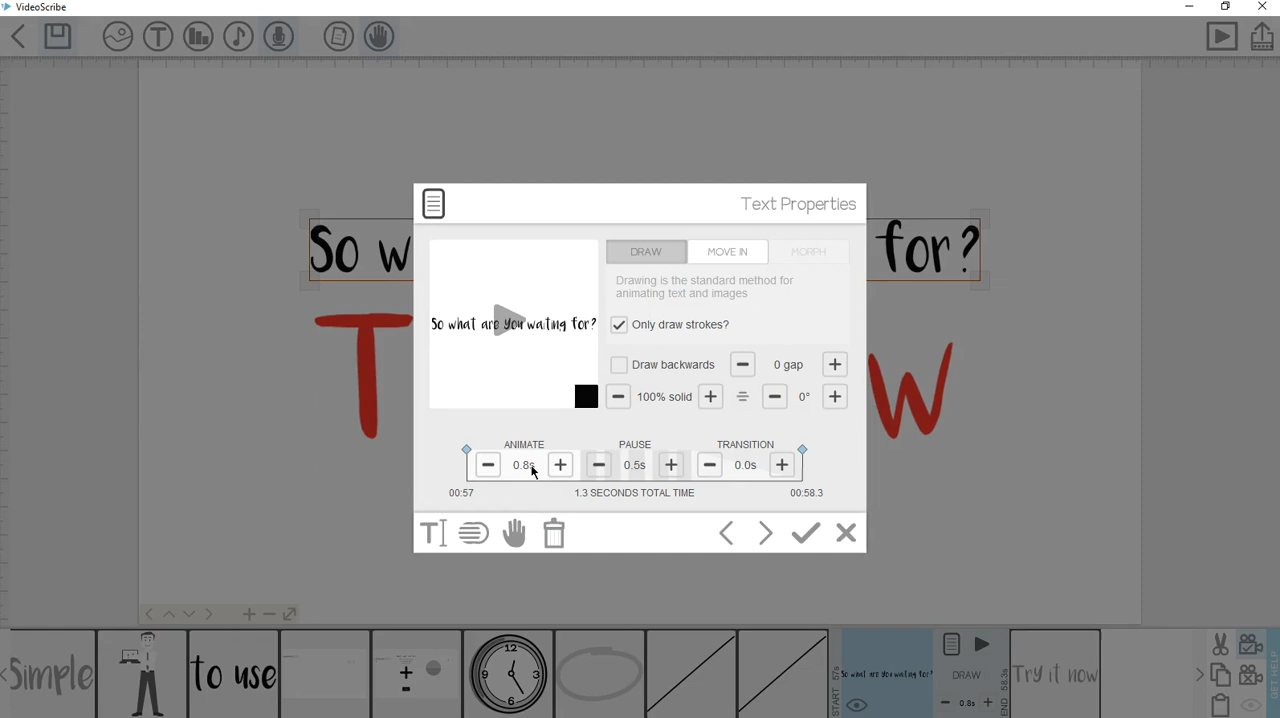 VideoScribe
So w for?
T W
Text Properties
So what are you waiting for?
DRAW MOVE IN MORPH
Drawing is the standard method for
animating text and images
Only draw strokes?
Draw backwards 0 gap
100% solid 0°
ANIMATE PAUSE TRANSITION
0.8s 0.5s 0.0s
00:57 1.3 SECONDS TOTAL TIME 00:58.3
T
Simple
to use
12
3
6
9
START 57s
So what are you waiting for?
DRAW
0.8s
END 58.3s
Try it now
GET HELP